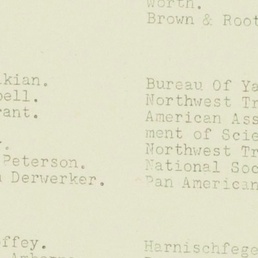 worth.
Brown & Root
kian. Bureau Of Ya
bell. Northwest Tr
rant. American Ass
ment of Scie
. Northwest Tr
Peterson. National Soc
Derwerker. Pan American
ffey. Harnischfege